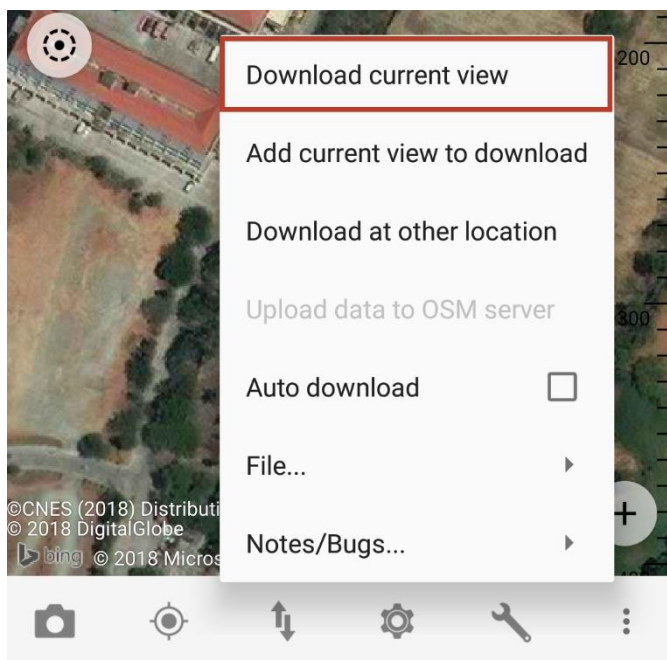 Download current view
200
Add current view to download
Download at other location
Upload data to OSM server
300
Auto download
File...
©CNES (2018) Distributi
© 2018 DigitalGlobe
Notes/Bugs...
bing © 2018 Micros